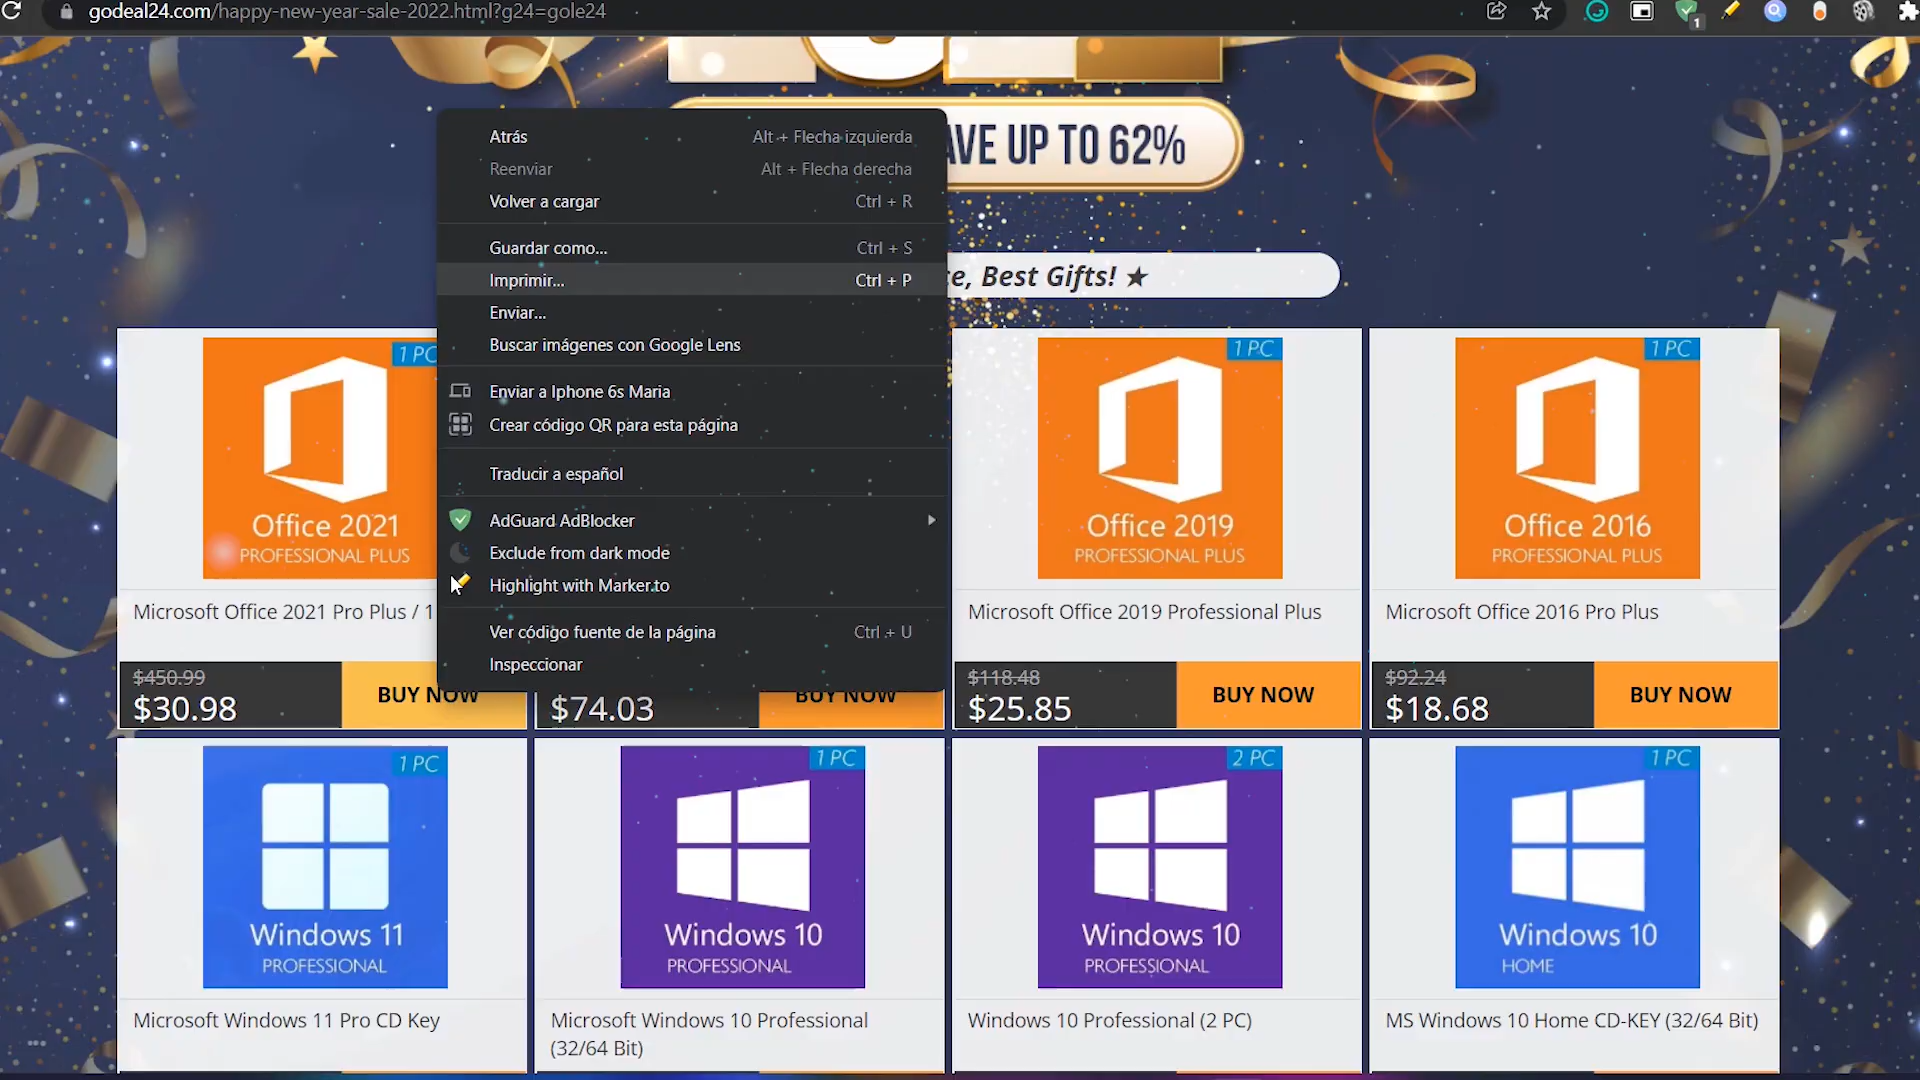 godeal24.com/happy-new-year-sale-2022.html?g24=gole24
1
AVE UP TO 62%
ce, Best Gifts! ★
Atrás Alt + Flecha izquierda
Reenviar Alt + Flecha derecha
Volver a cargar Ctrl + R
Guardar como... Ctrl + S
Imprimir... Ctrl + P
Enviar...
Buscar imágenes con Google Lens
Enviar a Iphone 6s Maria
Crear código QR para esta página
Traducir a español
AdGuard AdBlocker
Exclude from dark mode
Highlight with Marker.to
Ver código fuente de la página Ctrl + U
Inspeccionar
1 PC
Office 2021
PROFESSIONAL PLUS
Microsoft Office 2021 Pro Plus / 1
$450.99
$30.98
BUY NOW
$74.03
BUY NOW
1 PC
Office 2019
PROFESSIONAL PLUS
Microsoft Office 2019 Professional Plus
$118.48
$25.85
BUY NOW
1 PC
Office 2016
PROFESSIONAL PLUS
Microsoft Office 2016 Pro Plus
$92.24
$18.68
BUY NOW
1 PC
Windows 11
PROFESSIONAL
Microsoft Windows 11 Pro CD Key
1 PC
Windows 10
PROFESSIONAL
Microsoft Windows 10 Professional
(32/64 Bit)
2 PC
Windows 10
PROFESSIONAL
Windows 10 Professional (2 PC)
1 PC
Windows 10
HOME
MS Windows 10 Home CD-KEY (32/64 Bit)